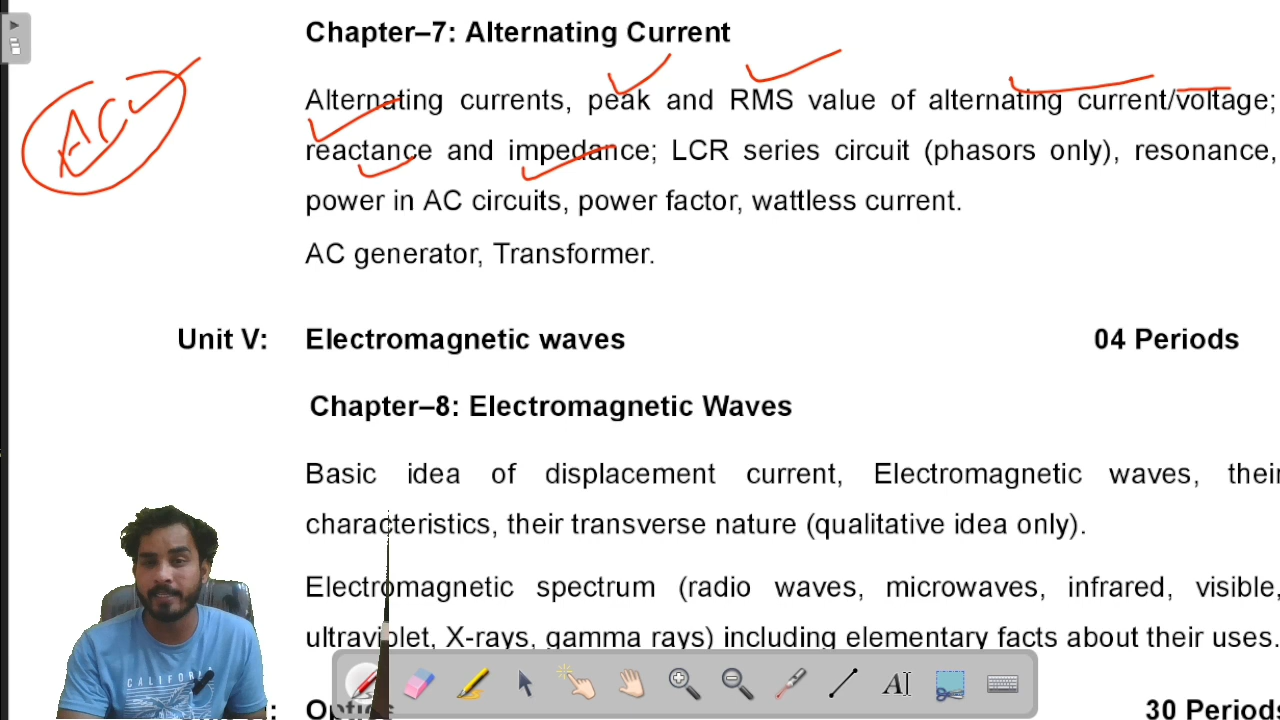 Chapter–7: Alternating Current
AC
Alternating currents, peak and RMS value of alternating current/voltage;
reactance and impedance; LCR series circuit (phasors only), resonance,
power in AC circuits, power factor, wattless current.
AC generator, Transformer.
Unit V: Electromagnetic waves 04 Periods
Chapter–8: Electromagnetic Waves
Basic idea of displacement current, Electromagnetic waves, their
characteristics, their transverse nature (qualitative idea only).
Electromagnetic spectrum (radio waves, microwaves, infrared, visible,
ultraviolet, X-rays, gamma rays) including elementary facts about their uses.
30 Periods